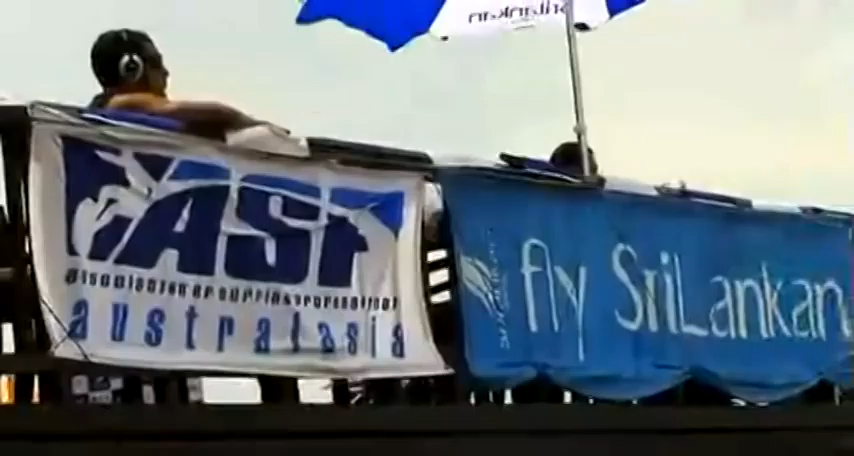 SriLankan
ASP
association of surfing professionals
australasia
fly SriLankan